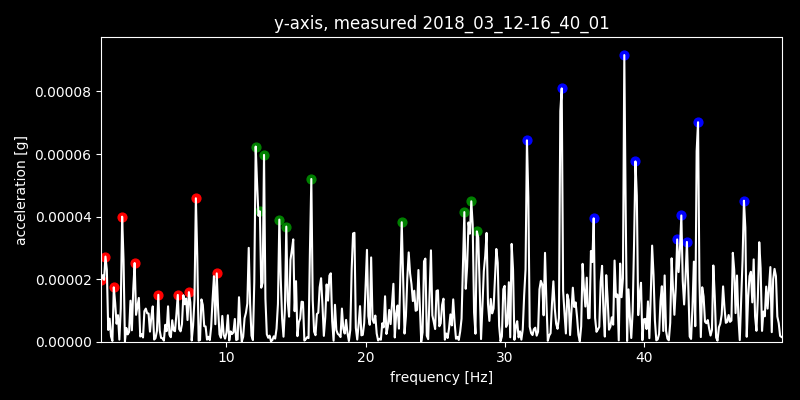 y-axis, measured 2018_03_12-16_40_01
0.00008
0.00006
0.00004
0.00002
0.00000
acceleration [g]
10 20 30 40
frequency [Hz]